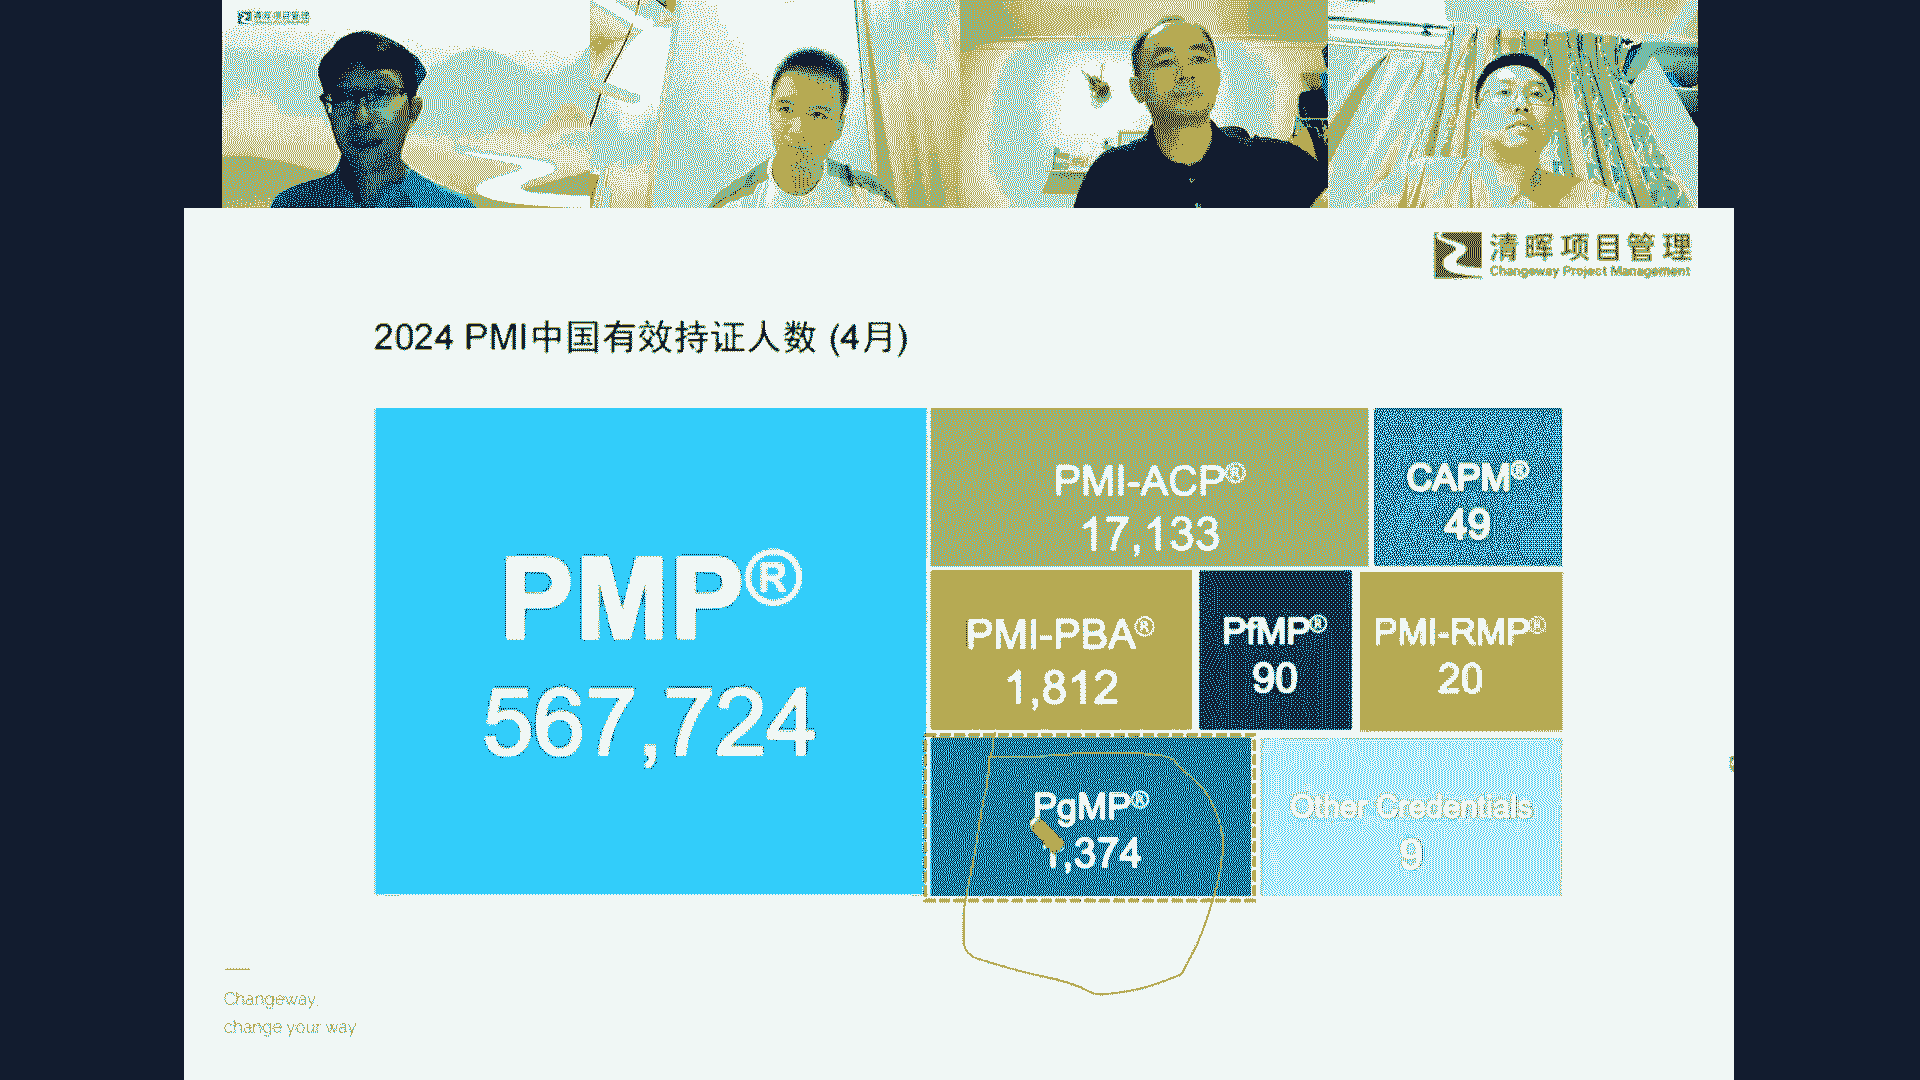 清晖项目管理
清晖项目管理
Changeway Project Management
2024 PMI中国有效持证人数 (4月)
PMP®
567,724
PMI-ACP®
17,133
CAPM®
49
PMI-PBA®
1,812
PfMP®
90
PMI-RMP®
20
PgMP®
1,374
Other Credentials
9
Changeway,
change your way